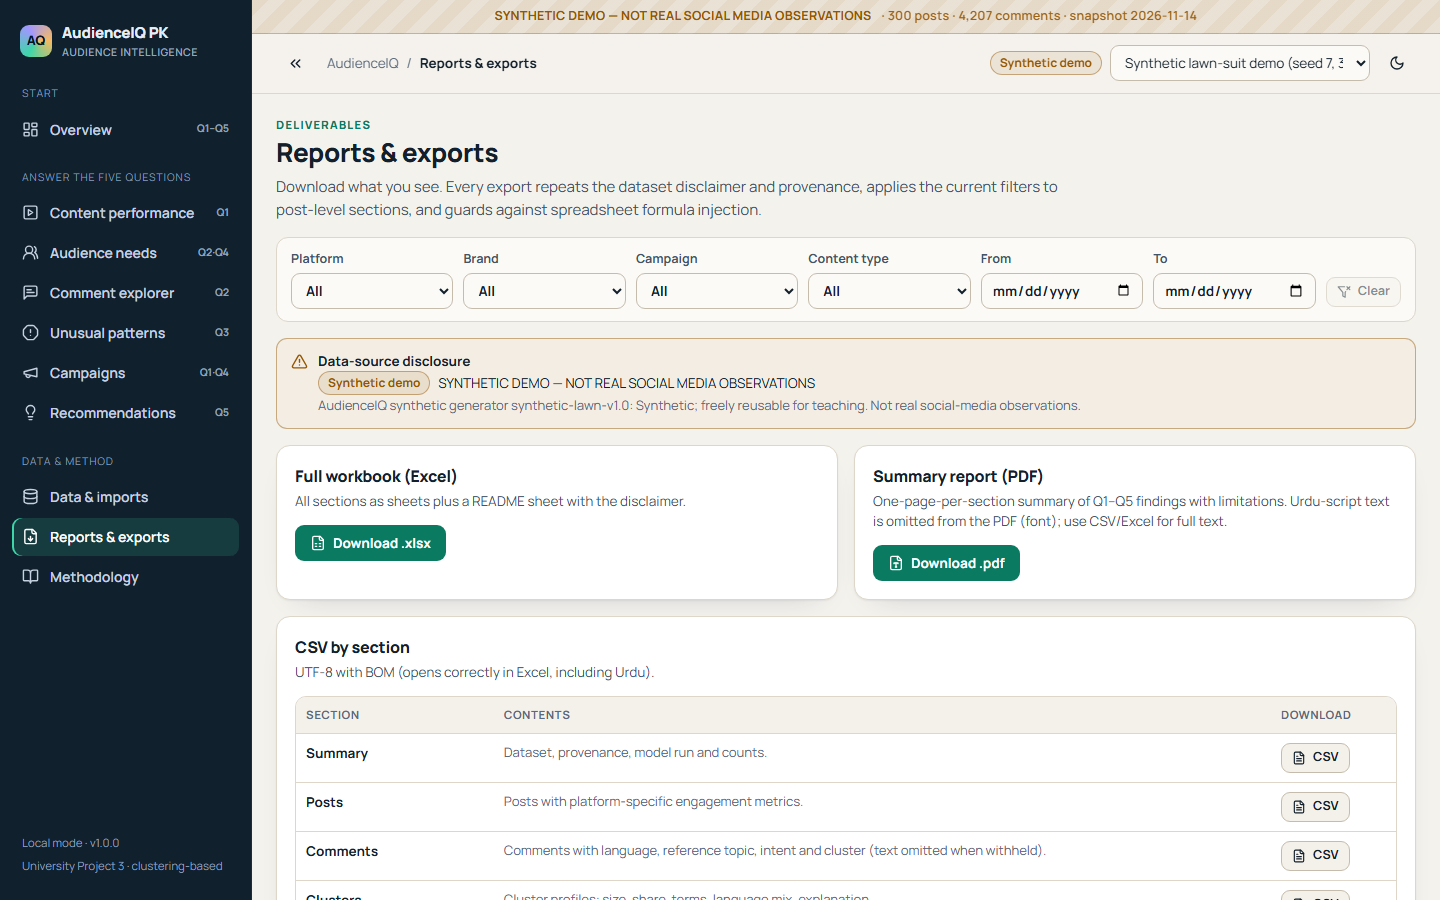 AQ
AudienceIQ PK
AUDIENCE INTELLIGENCE
START
Overview Q1–Q5
ANSWER THE FIVE QUESTIONS
Content performance Q1
Audience needs Q2·Q4
Comment explorer Q2
Unusual patterns Q3
Campaigns Q1·Q4
Recommendations Q5
DATA & METHOD
Data & imports
Reports & exports
Methodology
Local mode · v1.0.0
University Project 3 · clustering-based
SYNTHETIC DEMO — NOT REAL SOCIAL MEDIA OBSERVATIONS · 300 posts · 4,207 comments · snapshot 2026-11-14
AudienceIQ / Reports & exports
Synthetic demo
Synthetic lawn-suit demo (seed 7, 3
DELIVERABLES
Reports & exports
Download what you see. Every export repeats the dataset disclaimer and provenance, applies the current filters to
post-level sections, and guards against spreadsheet formula injection.
Platform Brand Campaign Content type From To
All All All All mm/dd/yyyy mm/dd/yyyy Clear
Data-source disclosure
Synthetic demo SYNTHETIC DEMO — NOT REAL SOCIAL MEDIA OBSERVATIONS
AudienceIQ synthetic generator synthetic-lawn-v1.0: Synthetic; freely reusable for teaching. Not real social-media observations.
Full workbook (Excel)
All sections as sheets plus a README sheet with the disclaimer.
Download .xlsx
Summary report (PDF)
One-page-per-section summary of Q1–Q5 findings with limitations. Urdu-script text
is omitted from the PDF (font); use CSV/Excel for full text.
Download .pdf
CSV by section
UTF-8 with BOM (opens correctly in Excel, including Urdu).
SECTION CONTENTS DOWNLOAD
Summary Dataset, provenance, model run and counts. CSV
Posts Posts with platform-specific engagement metrics. CSV
Comments Comments with language, reference topic, intent and cluster (text omitted when withheld). CSV
Clusters Cluster profiles: size, share, terms, language mix, explanation. CSV